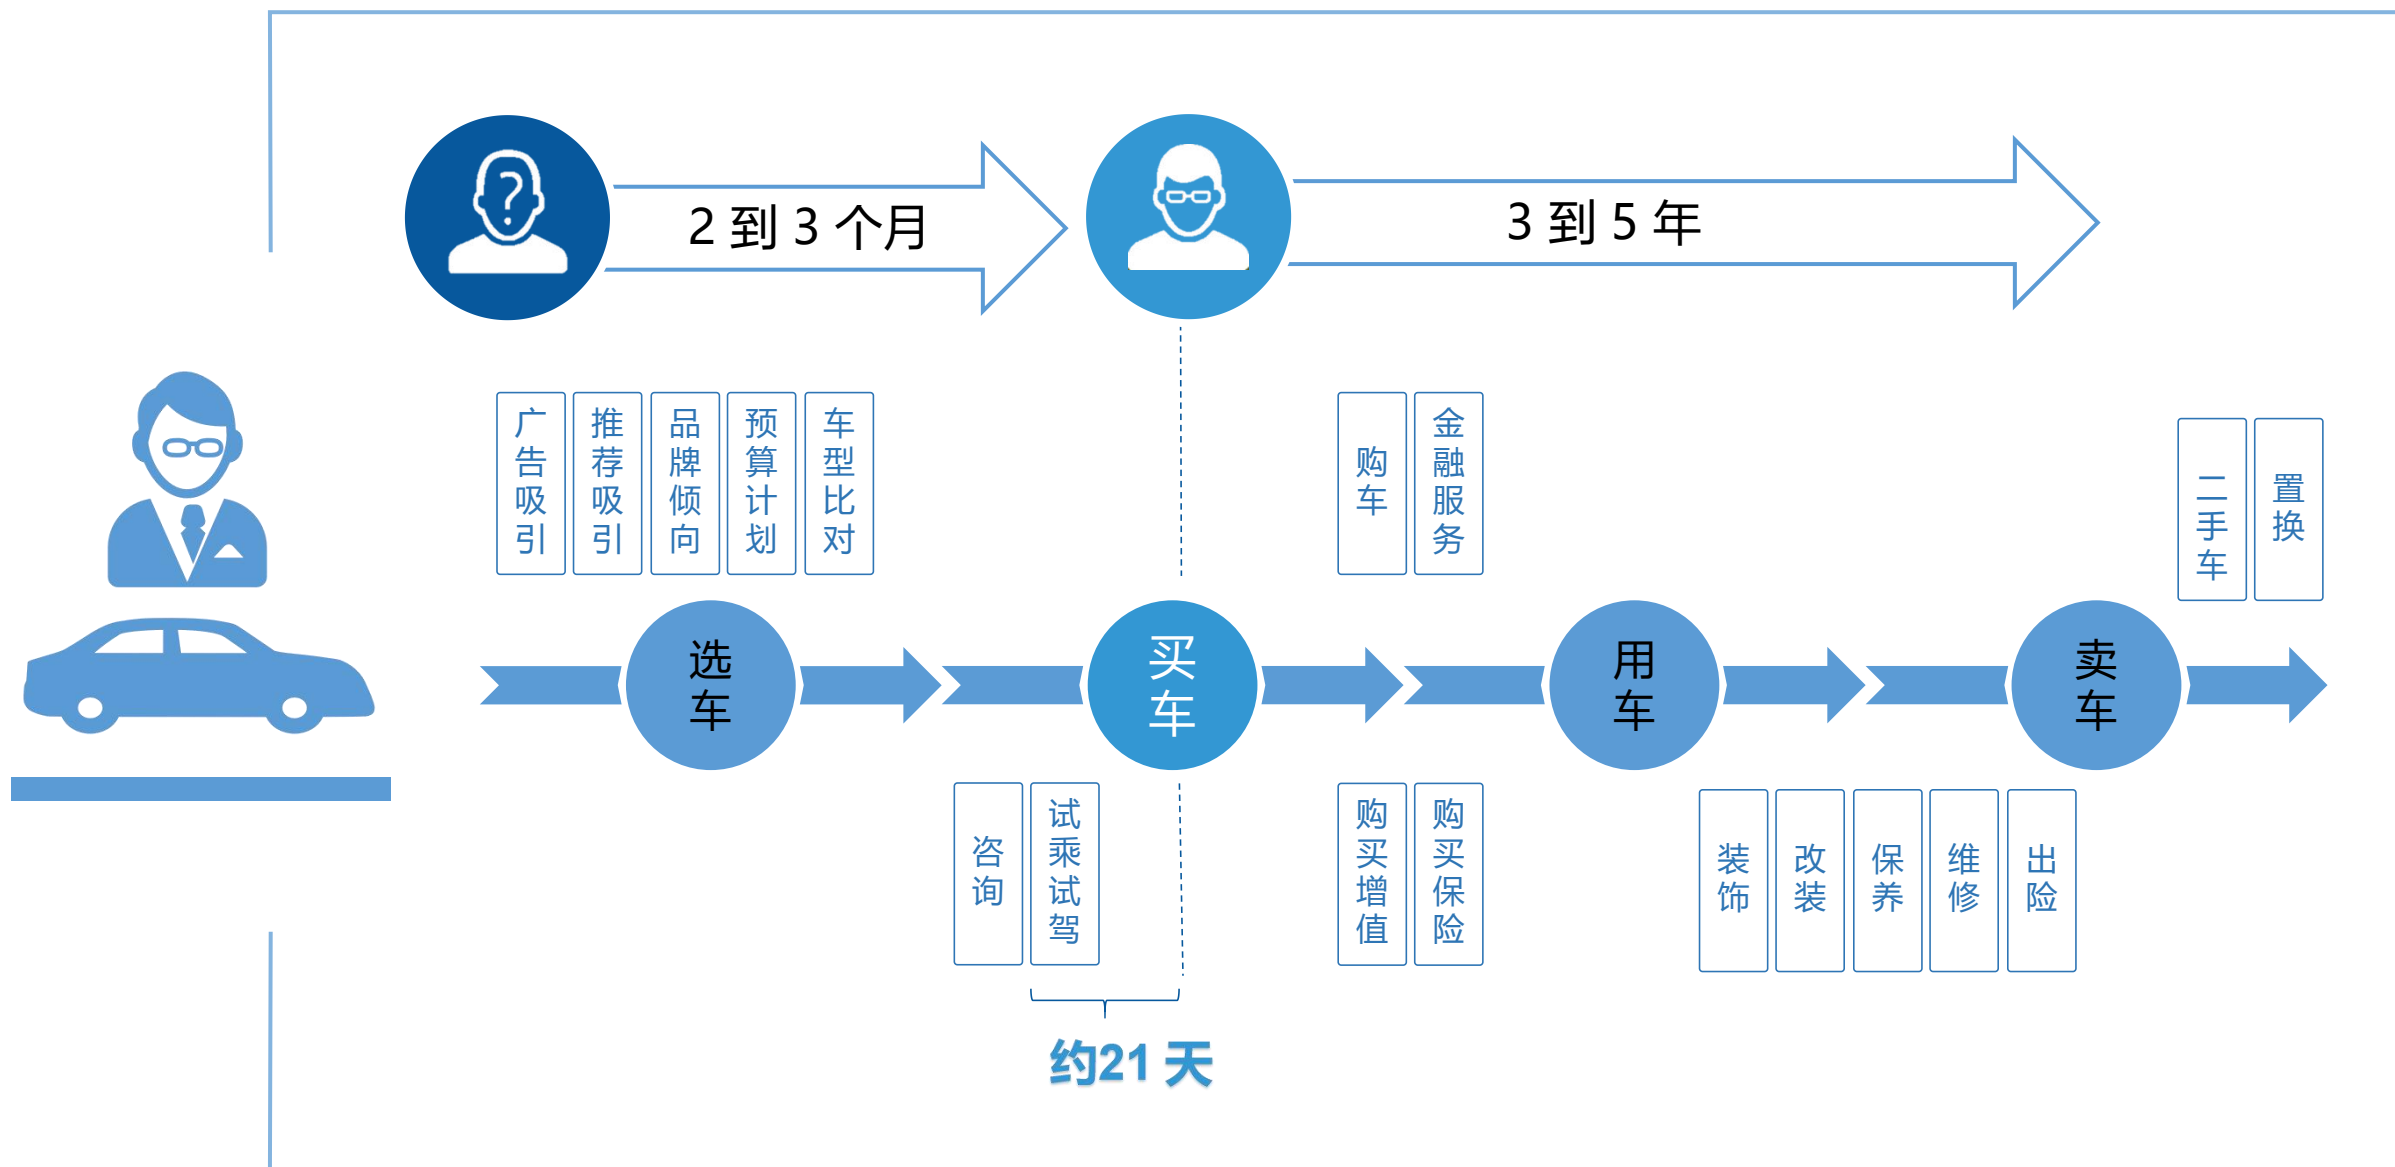 2 到 3 个月
3 到 5 年
广告吸引
推荐吸引
品牌倾向
预算计划
车型比对
购车
金融服务
二手车
置换
选车
买车
用车
卖车
咨询
试乘试驾
购买增值
购买保险
装饰
改装
保养
维修
出险
约21 天